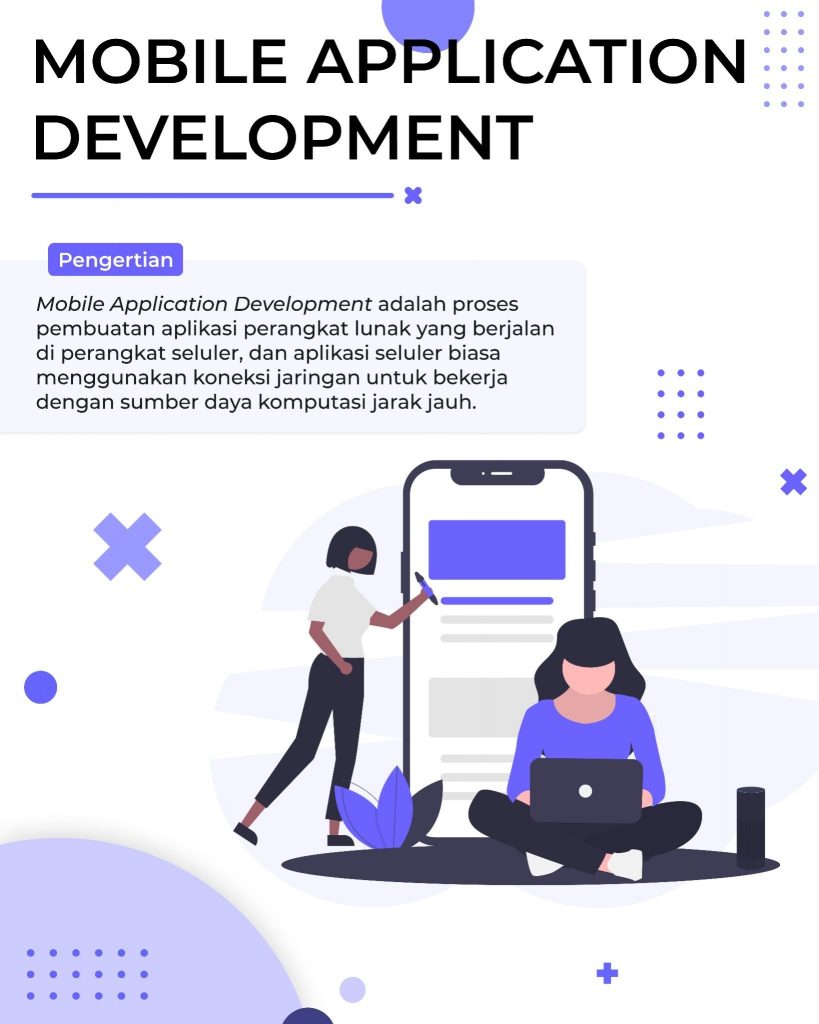 MOBILE APPLICATION
DEVELOPMENT
Pengertian
Mobile Application Development adalah proses
pembuatan aplikasi perangkat lunak yang berjalan
di perangkat seluler, dan aplikasi seluler biasa
menggunakan koneksi jaringan untuk bekerja
dengan sumber daya komputasi jarak jauh.